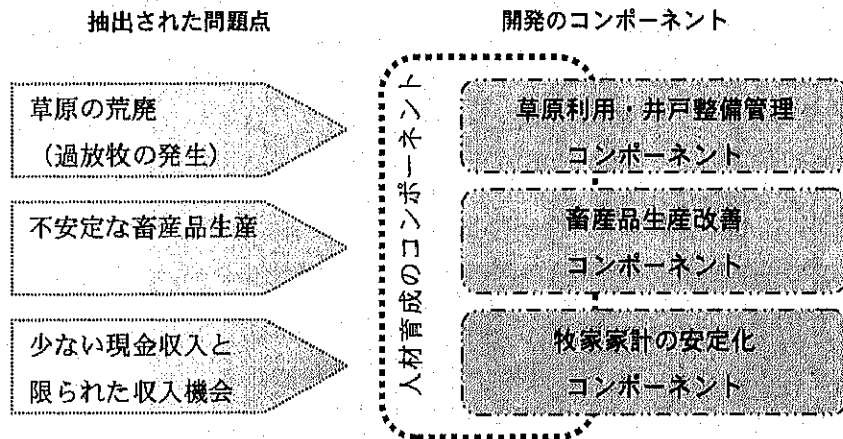 抽出された問題点
開発のコンポーネント
草原の荒廃
（過放牧の発生）
不安定な畜産品生産
少ない現金収入と
限られた収入機会
人材育成のコンポーネント
草原利用・井戸整備管理
コンポーネント
畜産品生産改善
コンポーネント
牧家家計の安定化
コンポーネント